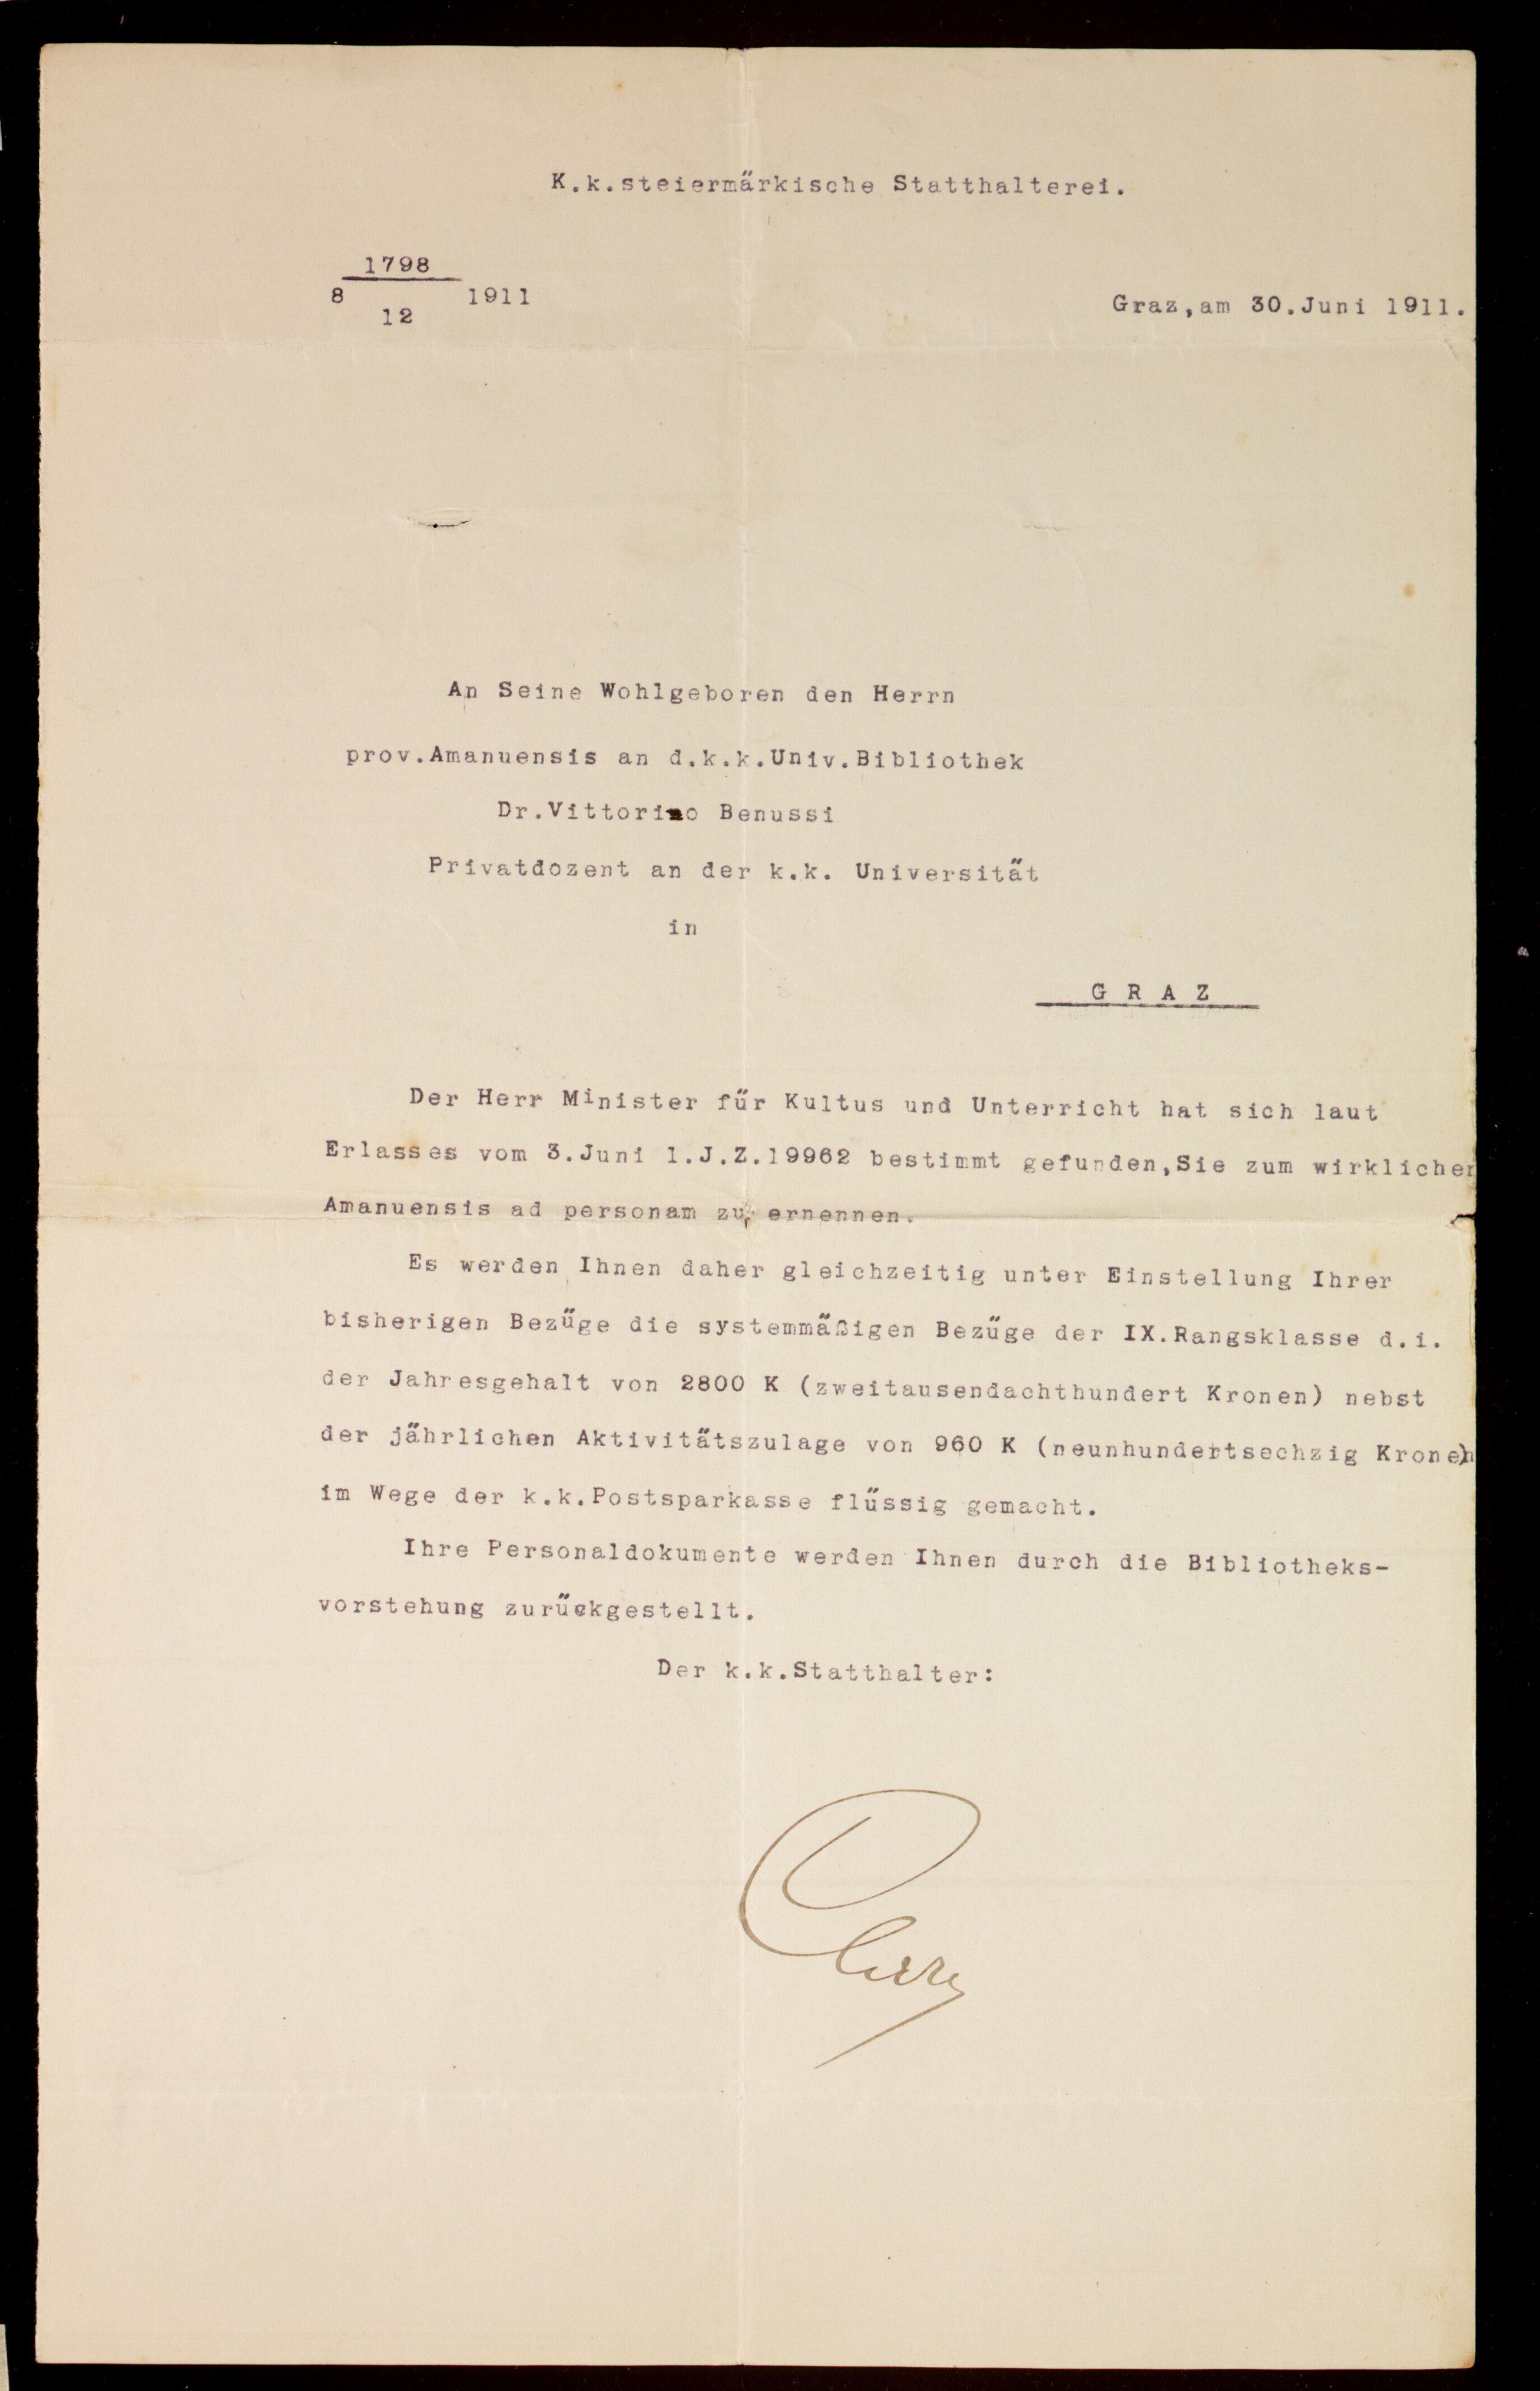 K.k.steiermärkische Statthalterei.
1798
8 1911
12
Graz,am 30.Juni 1911.
An Seine Wohlgeboren den Herrn
prov.Amanuensis an d.k.k.Univ.Bibliothek
Dr.Vittorino Benussi
Privatdozent an der k.k. Universität
in
G R A Z
Der Herr Minister für Kultus und Unterricht hat sich laut
Erlasses vom 3.Juni l.J.Z.19962 bestimmt gefunden,Sie zum wirklichen
Amanuensis ad personam zu ernennen.
Es werden Ihnen daher gleichzeitig unter Einstellung Ihrer
bisherigen Bezüge die systemmäßigen Bezüge der IX.Rangsklasse d.i.
der Jahresgehalt von 2800 K (zweitausendachthundert Kronen) nebst
der jährlichen Aktivitätszulage von 960 K (neunhundertsechzig Kronen)
im Wege der k.k.Postsparkasse flüssig gemacht.
Ihre Personaldokumente werden Ihnen durch die Bibliotheks-
vorstehung zurückgestellt.
Der k.k.Statthalter:
Clary